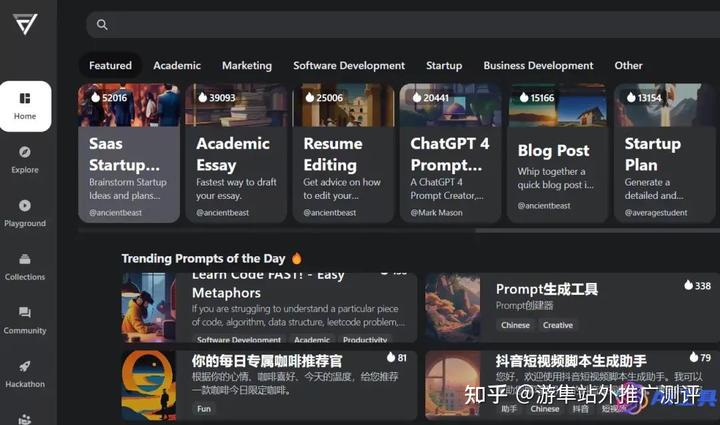 Featured Academic Marketing Software Development Startup Business Development Other
Home
Explore
Playground
Collections
Community
Hackathon
52016
Saas
Startup...
Brainstorm Startup
Ideas and plans...
@ancientbeast
39093
Academic
Essay
Fastest way to draft
your essay.
@ancientbeast
25006
Resume
Editing
Get advice on how
to edit your...
@ancientbeast
20441
ChatGPT 4
Prompt...
A ChatGPT 4
Prompt Creator,...
@Mark Mason
15166
Blog Post
Whip together a
quick blog post i...
@ancientbeast
13154
Startup
Plan
Generate a
detailed and...
@averagestudent
Trending Prompts of the Day
Learn Code FAST! - Easy
Metaphors
If you are struggling to understand a particular piece
of code, algorithm, data structure, leetcode problem,...
Software Development Academic Productivity
Prompt生成工具
338
Prompt创建器
Chinese Creative
你的每日专属咖啡推荐官
81
根据你的心情、咖啡喜好、今天的温度，给您推荐
一款咖啡今日限定咖啡。
Fun
抖音短视频脚本生成助手
79
您好，欢迎使用抖音短视频脚本生成助手。我可以
助手 Chinese 抖音 短视频
知乎 @游隼站外推广测评